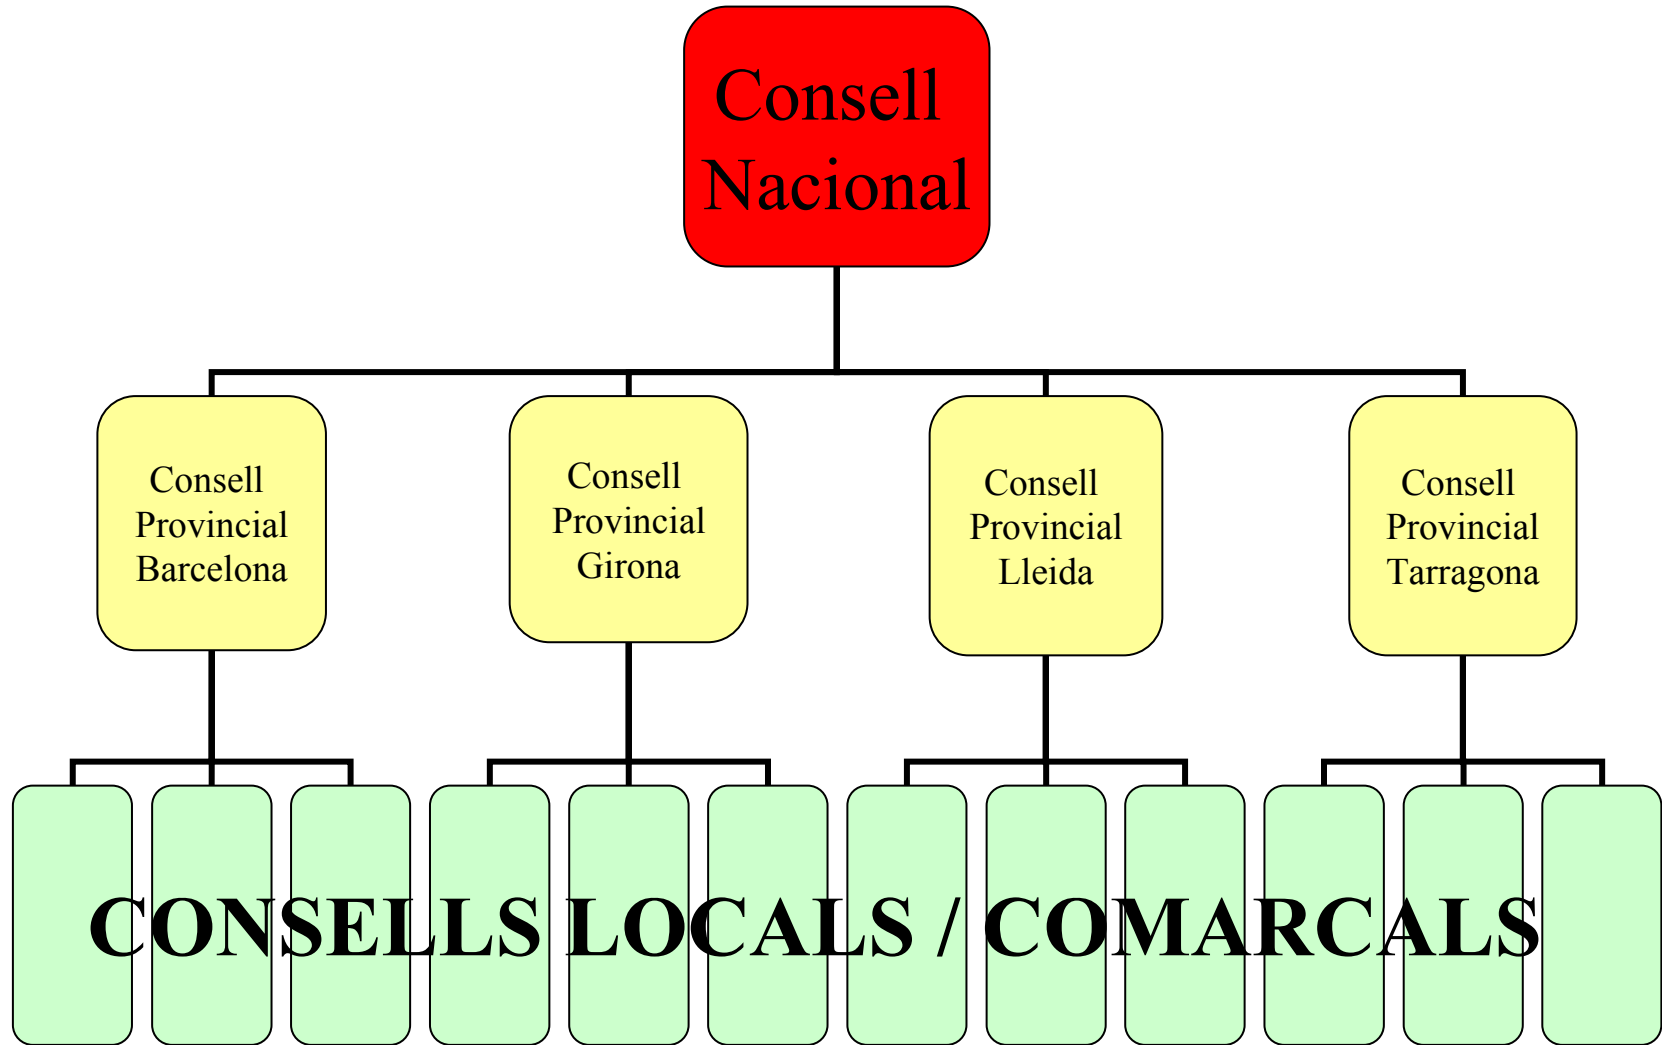 Consell
Nacional
Consell
Provincial
Barcelona
Consell
Provincial
Girona
Consell
Provincial
Lleida
Consell
Provincial
Tarragona
CONSELLS LOCALS / COMARCALS